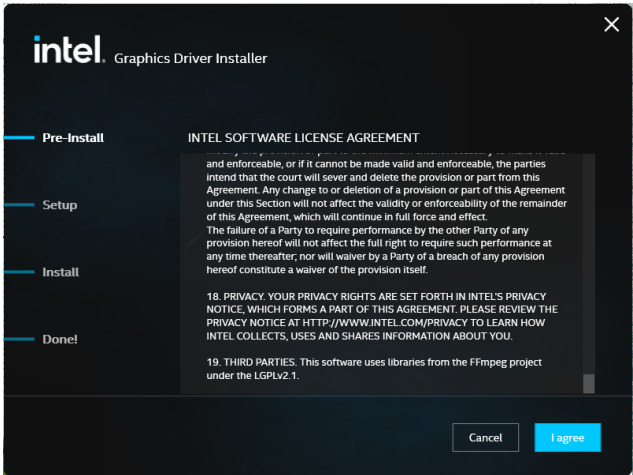 intel. Graphics Driver Installer
Pre-Install
Setup
Install
Done!
INTEL SOFTWARE LICENSE AGREEMENT
and enforceable, or if it cannot be made valid and enforceable, the parties
intend that the court will sever and delete the provision or part from this
Agreement. Any change to or deletion of a provision or part of this Agreement
under this Section will not affect the validity or enforceability of the remainder
of this Agreement, which will continue in full force and effect.
The failure of a Party to require performance by the other Party of any
provision hereof will not affect the full right to require such performance at
any time thereafter; nor will waiver by a Party of a breach of any provision
hereof constitute a waiver of the provision itself.
18. PRIVACY. YOUR PRIVACY RIGHTS ARE SET FORTH IN INTEL'S PRIVACY
NOTICE, WHICH FORMS A PART OF THIS AGREEMENT. PLEASE REVIEW THE
PRIVACY NOTICE AT HTTP://WWW.INTEL.COM/PRIVACY TO LEARN HOW
INTEL COLLECTS, USES AND SHARES INFORMATION ABOUT YOU.
19. THIRD PARTIES. This software uses libraries from the FFmpeg project
under the LGPLv2.1.
Cancel
I agree